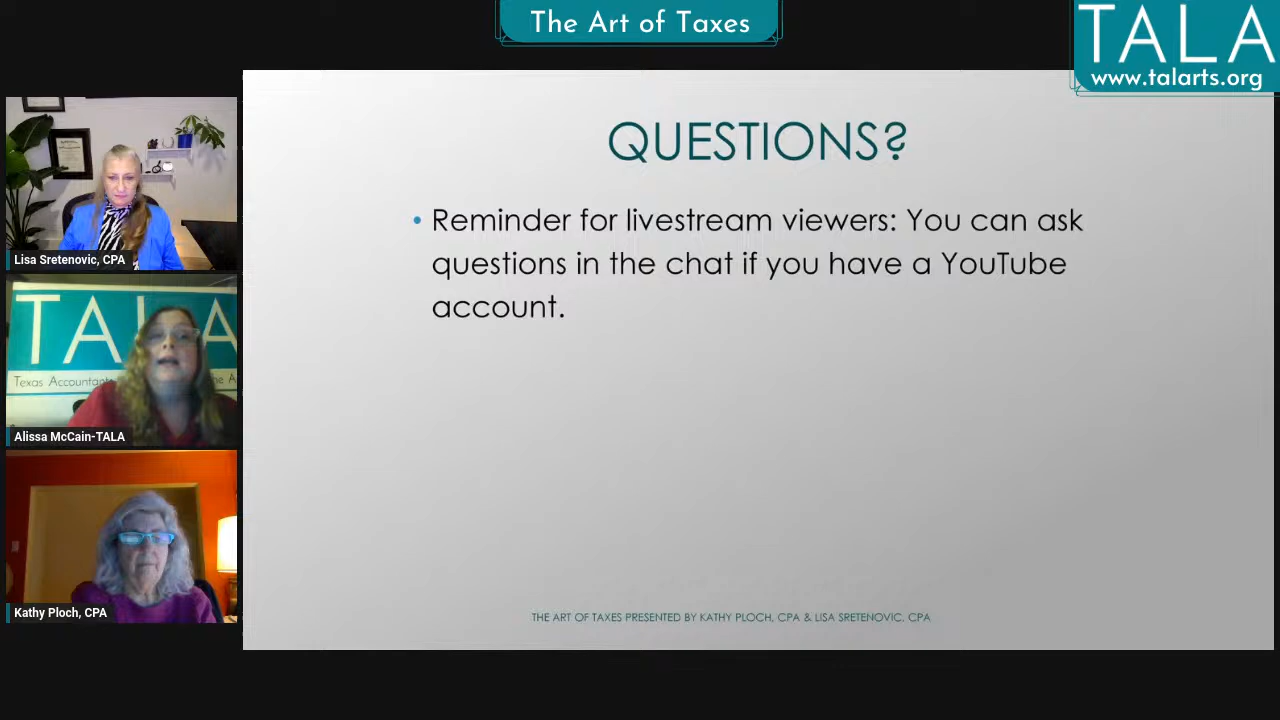 The Art of Taxes
TALA
www.talarts.org
QUESTIONS?
• Reminder for livestream viewers: You can ask
questions in the chat if you have a YouTube
account.
THE ART OF TAXES PRESENTED BY KATHY PLOCH, CPA & LISA SRETENOVIC, CPA
Lisa Sretenovic, CPA
TALA
Texas Accountants
Alissa McCain-TALA
Kathy Ploch, CPA